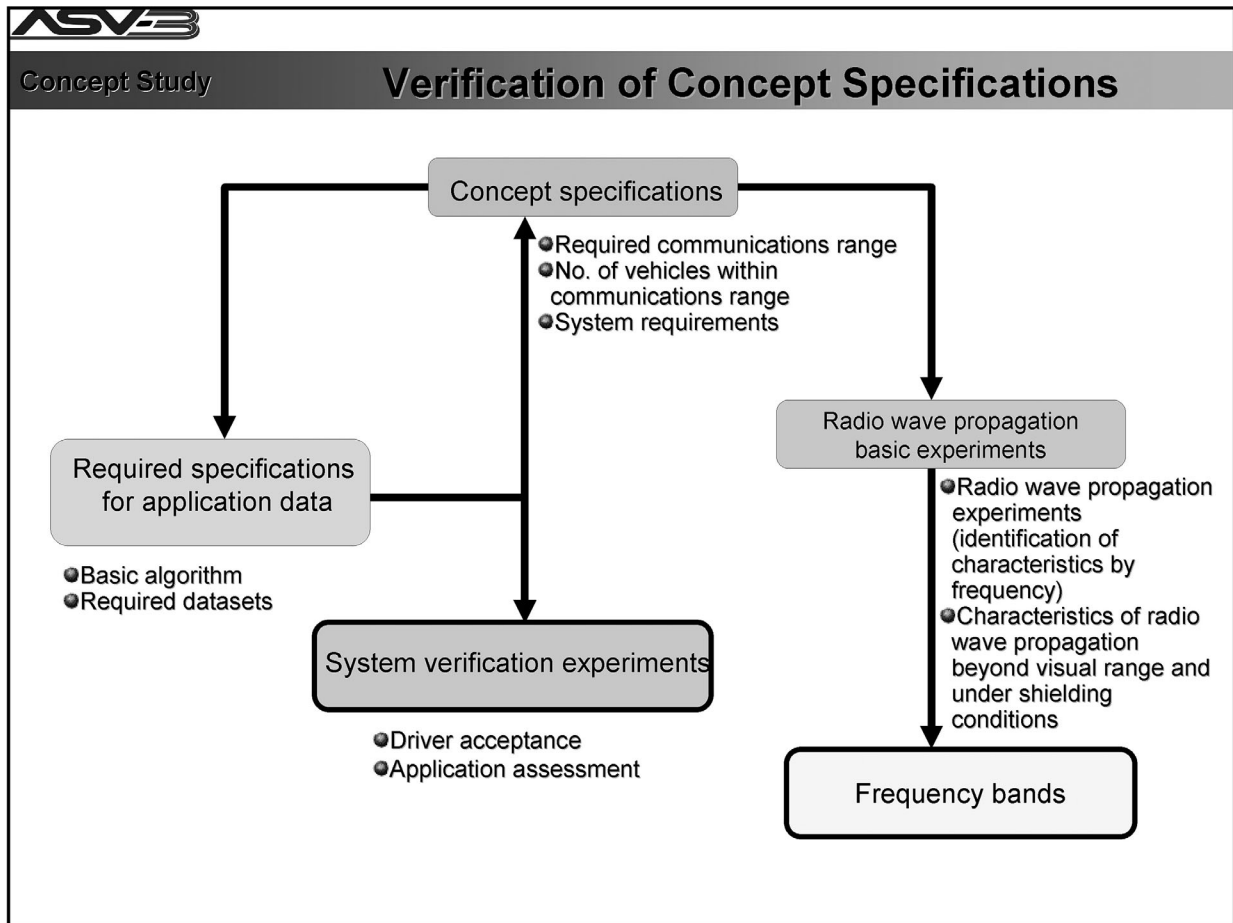 ASV-3
Concept Study
Verification of Concept Specifications
Concept specifications
Required communications range
No. of vehicles within
communications range
System requirements
Radio wave propagation
basic experiments
Required specifications
for application data
Radio wave propagation
experiments
(identification of
characteristics by
frequency)
Characteristics of radio
wave propagation
beyond visual range and
under shielding
conditions
Basic algorithm
Required datasets
System verification experiments
Driver acceptance
Application assessment
Frequency bands